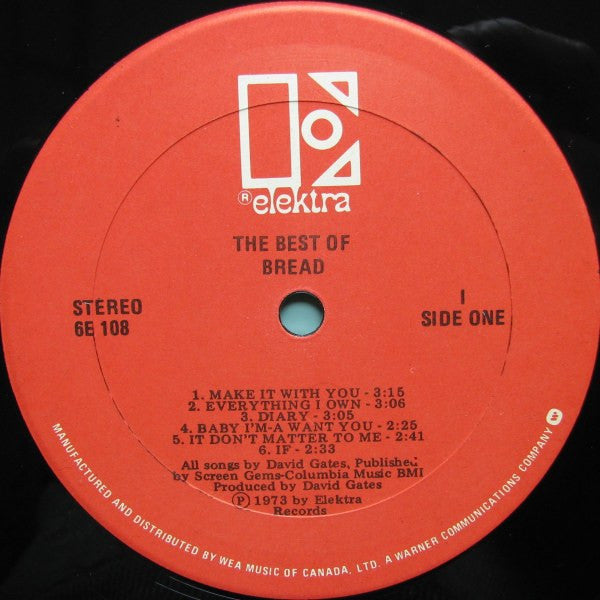 ® elektra
THE BEST OF
BREAD
STEREO
6E 108
I
SIDE ONE
1. MAKE IT WITH YOU - 3:15
2. EVERYTHING I OWN - 3:06
3. DIARY - 3:05
4. BABY I'M-A WANT YOU - 2:25
5. IT DON'T MATTER TO ME - 2:41
6. IF - 2:33
All songs by David Gates, Published
by Screen Gems-Columbia Music BMI
Produced by David Gates
℗ 1973 by Elektra
Records
MANUFACTURED AND DISTRIBUTED BY WEA MUSIC OF CANADA, LTD. A WARNER COMMUNICATIONS COMPANY